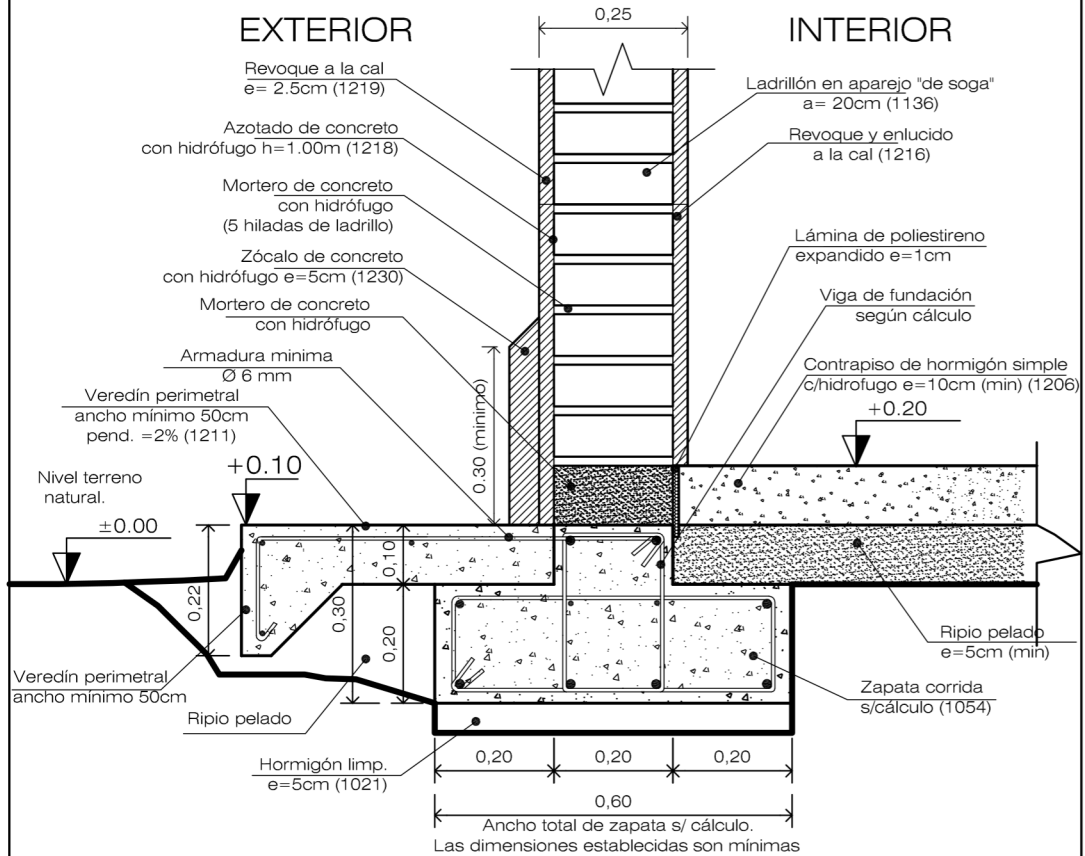 0,25
EXTERIOR
INTERIOR
Revoque a la cal
e= 2.5cm (1219)
Azotado de concreto
con hidrófugo h=1.00m (1218)
Mortero de concreto
con hidrófugo
(5 hiladas de ladrillo)
Zócalo de concreto
con hidrófugo e=5cm (1230)
Mortero de concreto
con hidrófugo
Armadura minima
Ø 6 mm
Veredín perimetral
ancho mínimo 50cm
pend. =2% (1211)
Nivel terreno
natural.
±0.00
+0.10
Ladrillón en aparejo "de soga"
a= 20cm (1136)
Revoque y enlucido
a la cal (1216)
Lámina de poliestireno
expandido e=1cm
Viga de fundación
según cálculo
Contrapiso de hormigón simple
c/hidrofugo e=10cm (min) (1206)
+0.20
0.30 (minimo)
0,22
0,30
0,10
0,20
Veredín perimetral
ancho mínimo 50cm
Ripio pelado
Hormigón limp.
e=5cm (1021)
Ripio pelado
e=5cm (min)
Zapata corrida
s/cálculo (1054)
0,20
0,20
0,20
0,60
Ancho total de zapata s/ cálculo.
Las dimensiones establecidas son mínimas